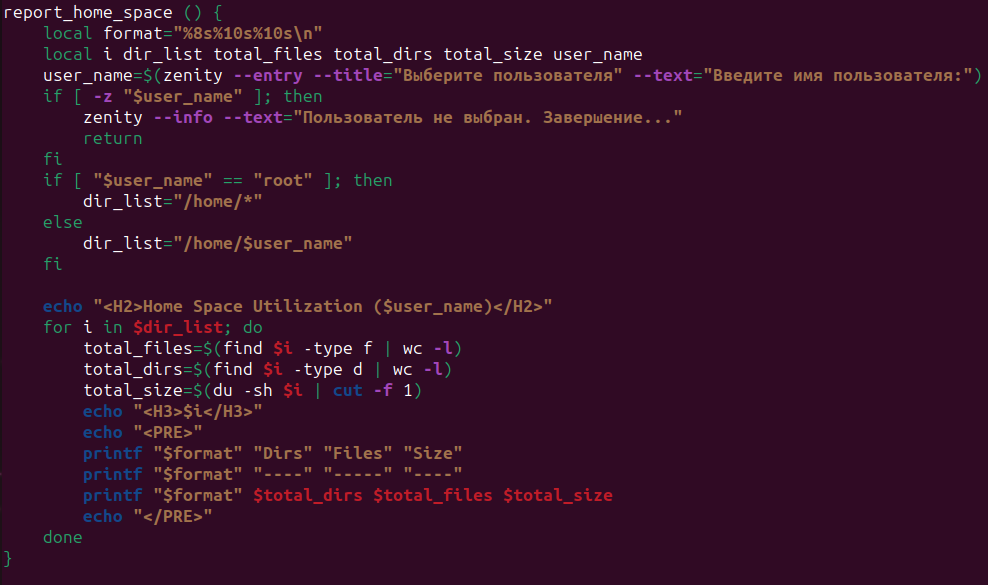 report_home_space () {
    local format="%8s%10s%10s\n"
    local i dir_list total_files total_dirs total_size user_name
    user_name=$(zenity --entry --title="Выберите пользователя" --text="Введите имя пользователя:")
    if [ -z "$user_name" ]; then
        zenity --info --text="Пользователь не выбран. Завершение..."
        return
    fi
    if [ "$user_name" == "root" ]; then
        dir_list="/home/*"
    else
        dir_list="/home/$user_name"
    fi

    echo "<H2>Home Space Utilization ($user_name)</H2>"
    for i in $dir_list; do
        total_files=$(find $i -type f | wc -l)
        total_dirs=$(find $i -type d | wc -l)
        total_size=$(du -sh $i | cut -f 1)
        echo "<H3>$i</H3>"
        echo "<PRE>"
        printf "$format" "Dirs" "Files" "Size"
        printf "$format" "----" "-----" "----"
        printf "$format" $total_dirs $total_files $total_size
        echo "</PRE>"
    done
}